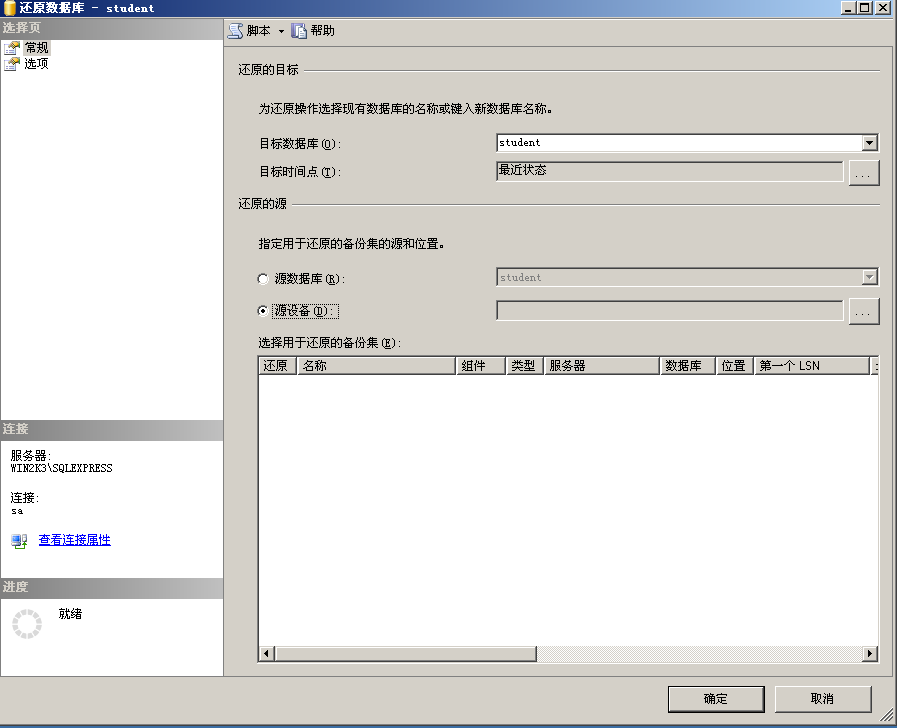 还原数据库 - student
选择页
常规
选项
脚本 帮助
还原的目标
为还原操作选择现有数据库的名称或键入新数据库名称。
目标数据库(O): student
目标时间点(T): 最近状态 ...
还原的源
指定用于还原的备份集的源和位置。
源数据库(R): student
源设备(D): ...
选择用于还原的备份集(E):
还原 名称 组件 类型 服务器 数据库 位置 第一个 LSN
连接
服务器:
WIN2K3\SQLEXPRESS
连接:
sa
查看连接属性
进度
就绪
确定 取消